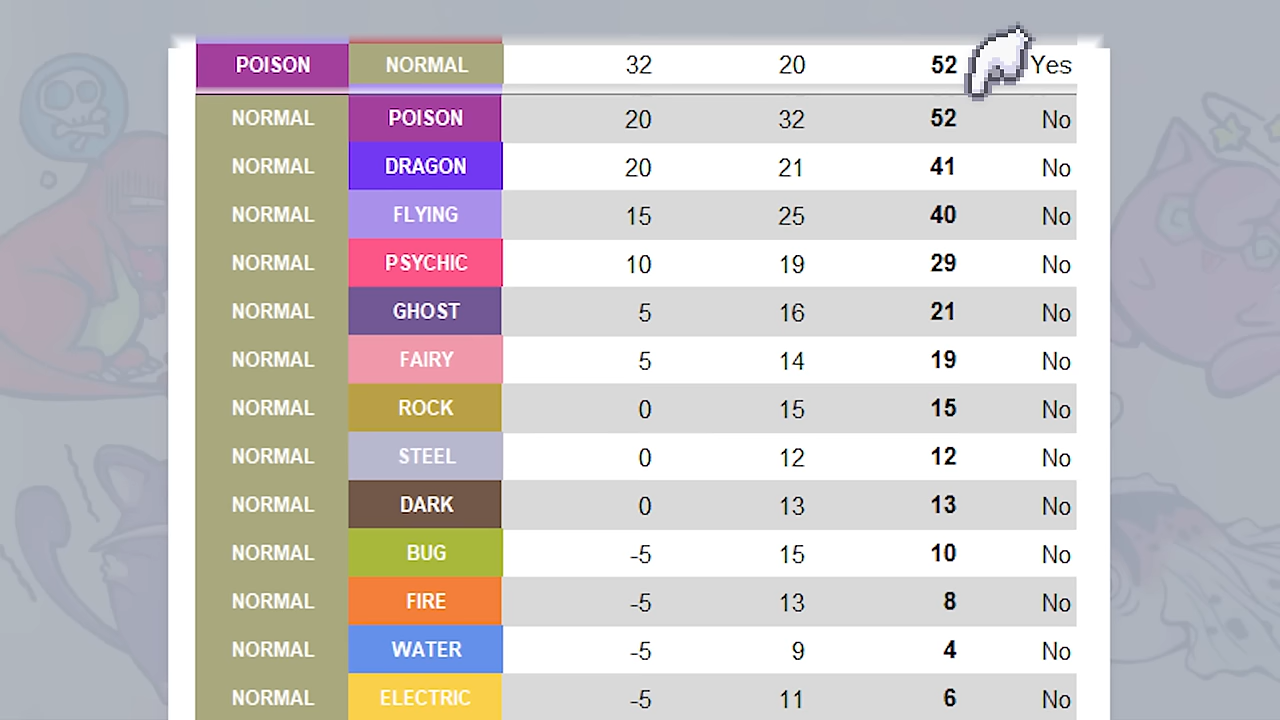 POISON NORMAL 32 20 52 Yes
NORMAL POISON 20 32 52 No
NORMAL DRAGON 20 21 41 No
NORMAL FLYING 15 25 40 No
NORMAL PSYCHIC 10 19 29 No
NORMAL GHOST 5 16 21 No
NORMAL FAIRY 5 14 19 No
NORMAL ROCK 0 15 15 No
NORMAL STEEL 0 12 12 No
NORMAL DARK 0 13 13 No
NORMAL BUG -5 15 10 No
NORMAL FIRE -5 13 8 No
NORMAL WATER -5 9 4 No
NORMAL ELECTRIC -5 11 6 No